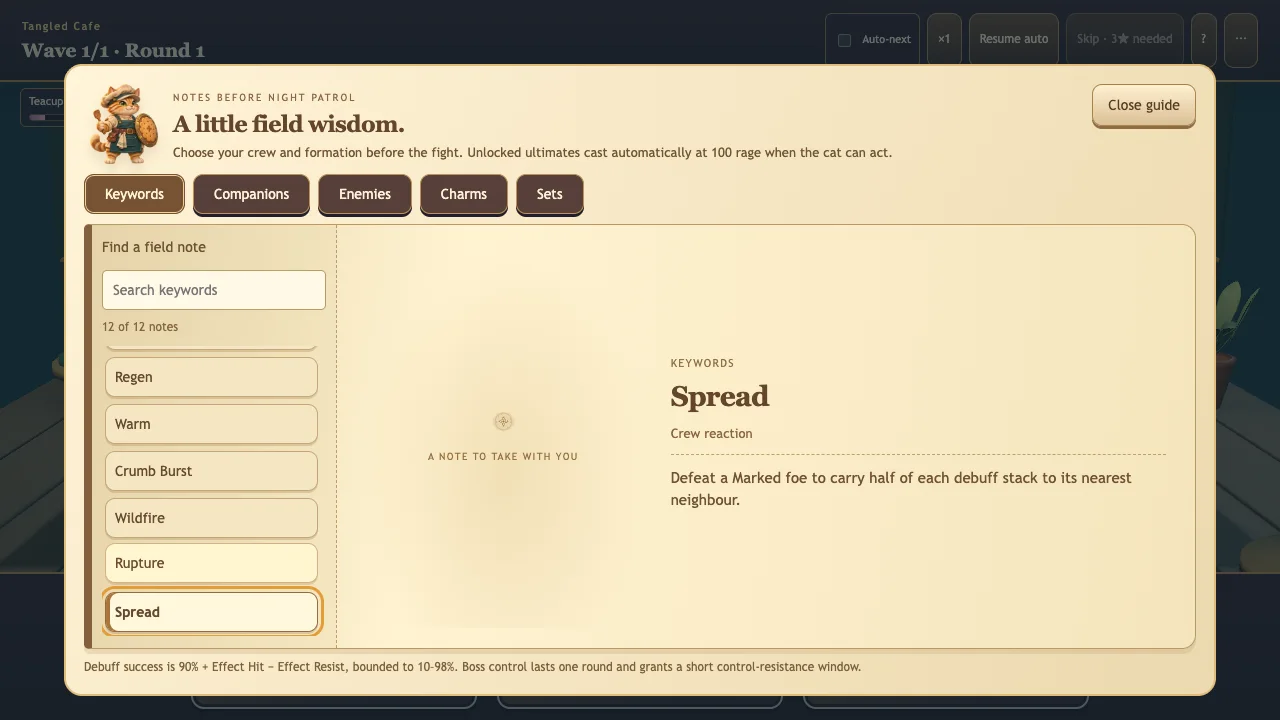 Tangled Cafe
Wave 1/1 · Round 1
Auto-next
×1
Resume auto
Skip · 3★ needed
?
···
Teacup
NOTES BEFORE NIGHT PATROL
A little field wisdom.
Choose your crew and formation before the fight. Unlocked ultimates cast automatically at 100 rage when the cat can act.
Close guide
Keywords
Companions
Enemies
Charms
Sets
Find a field note
Search keywords
12 of 12 notes
Regen
Warm
Crumb Burst
Wildfire
Rupture
Spread
A NOTE TO TAKE WITH YOU
KEYWORDS
Spread
Crew reaction
Defeat a Marked foe to carry half of each debuff stack to its nearest
neighbour.
Debuff success is 90% + Effect Hit − Effect Resist, bounded to 10–98%. Boss control lasts one round and grants a short control-resistance window.